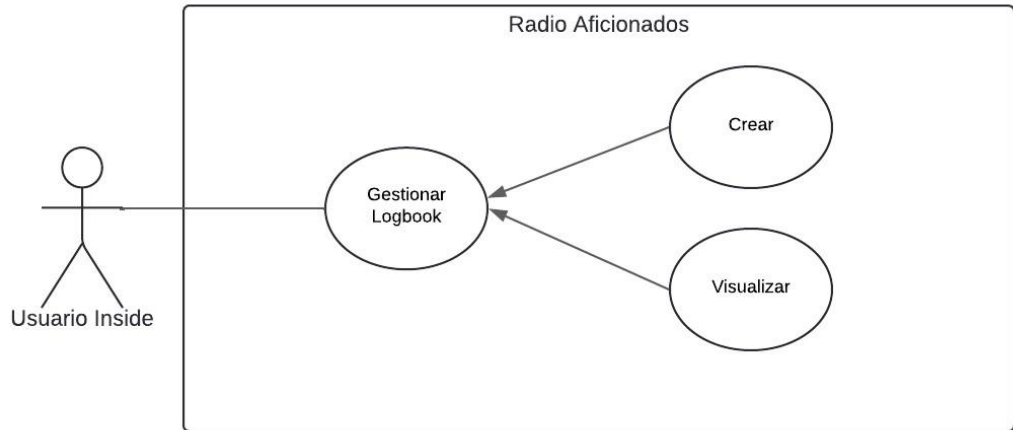 Radio Aficionados
Crear
Gestionar
Logbook
Visualizar
Usuario Inside